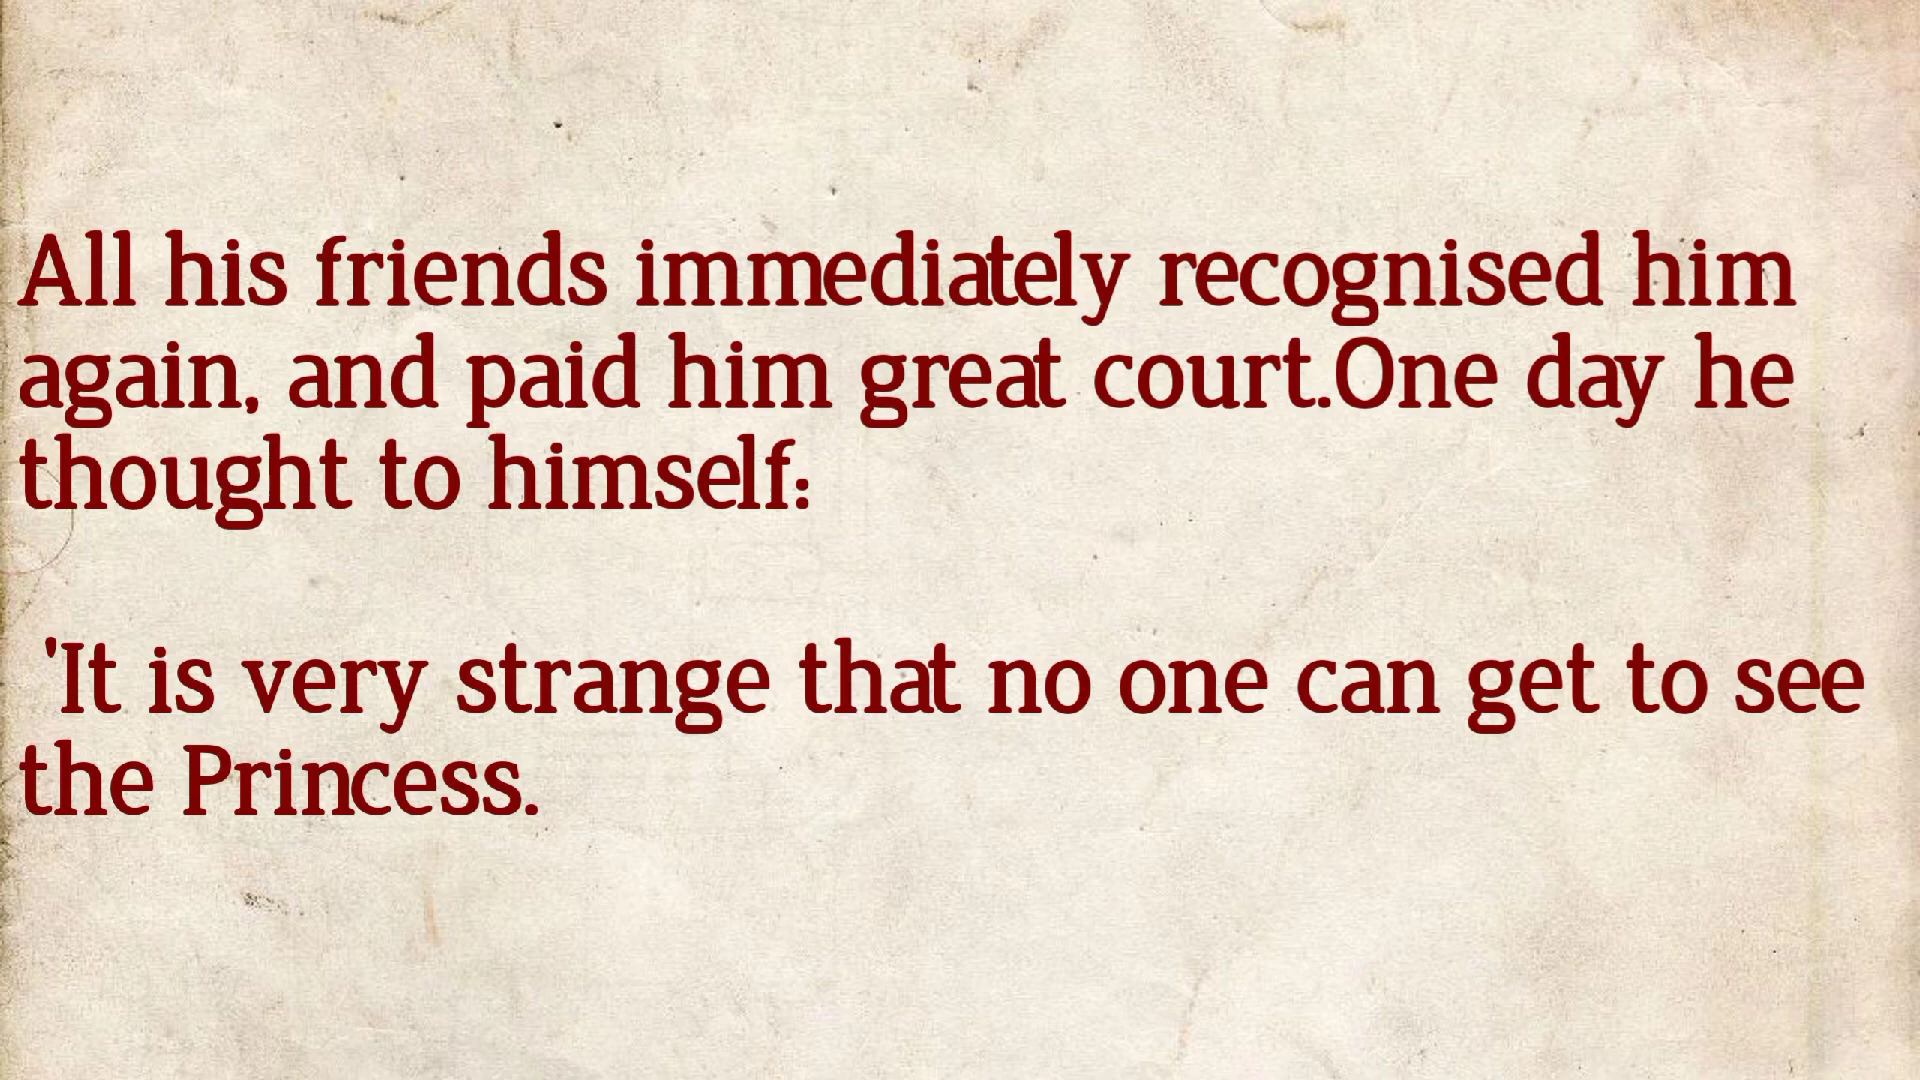 All his friends immediately recognised him
again, and paid him great court.One day he
thought to himself:
'It is very strange that no one can get to see
the Princess.